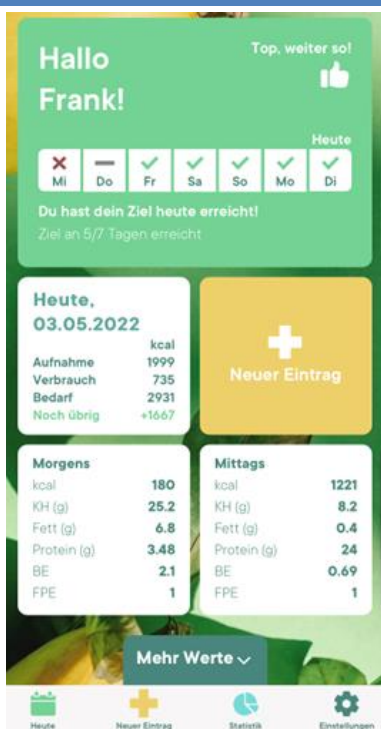 Hallo
Frank!
Top, weiter so!
Heute
Mi Do Fr Sa So Mo Di
Du hast dein Ziel heute erreicht!
Ziel an 5/7 Tagen erreicht
Heute,
03.05.2022
kcal
Aufnahme 1999
Verbrauch 735
Bedarf 2931
Noch übrig +1667
Neuer Eintrag
Morgens
kcal 180
KH (g) 25.2
Fett (g) 6.8
Protein (g) 3.48
BE 2.1
FPE 1
Mittags
kcal 1221
KH (g) 8.2
Fett (g) 0.4
Protein (g) 24
BE 0.69
FPE 1
Mehr Werte
Heute Neuer Eintrag Statistik Einstellungen